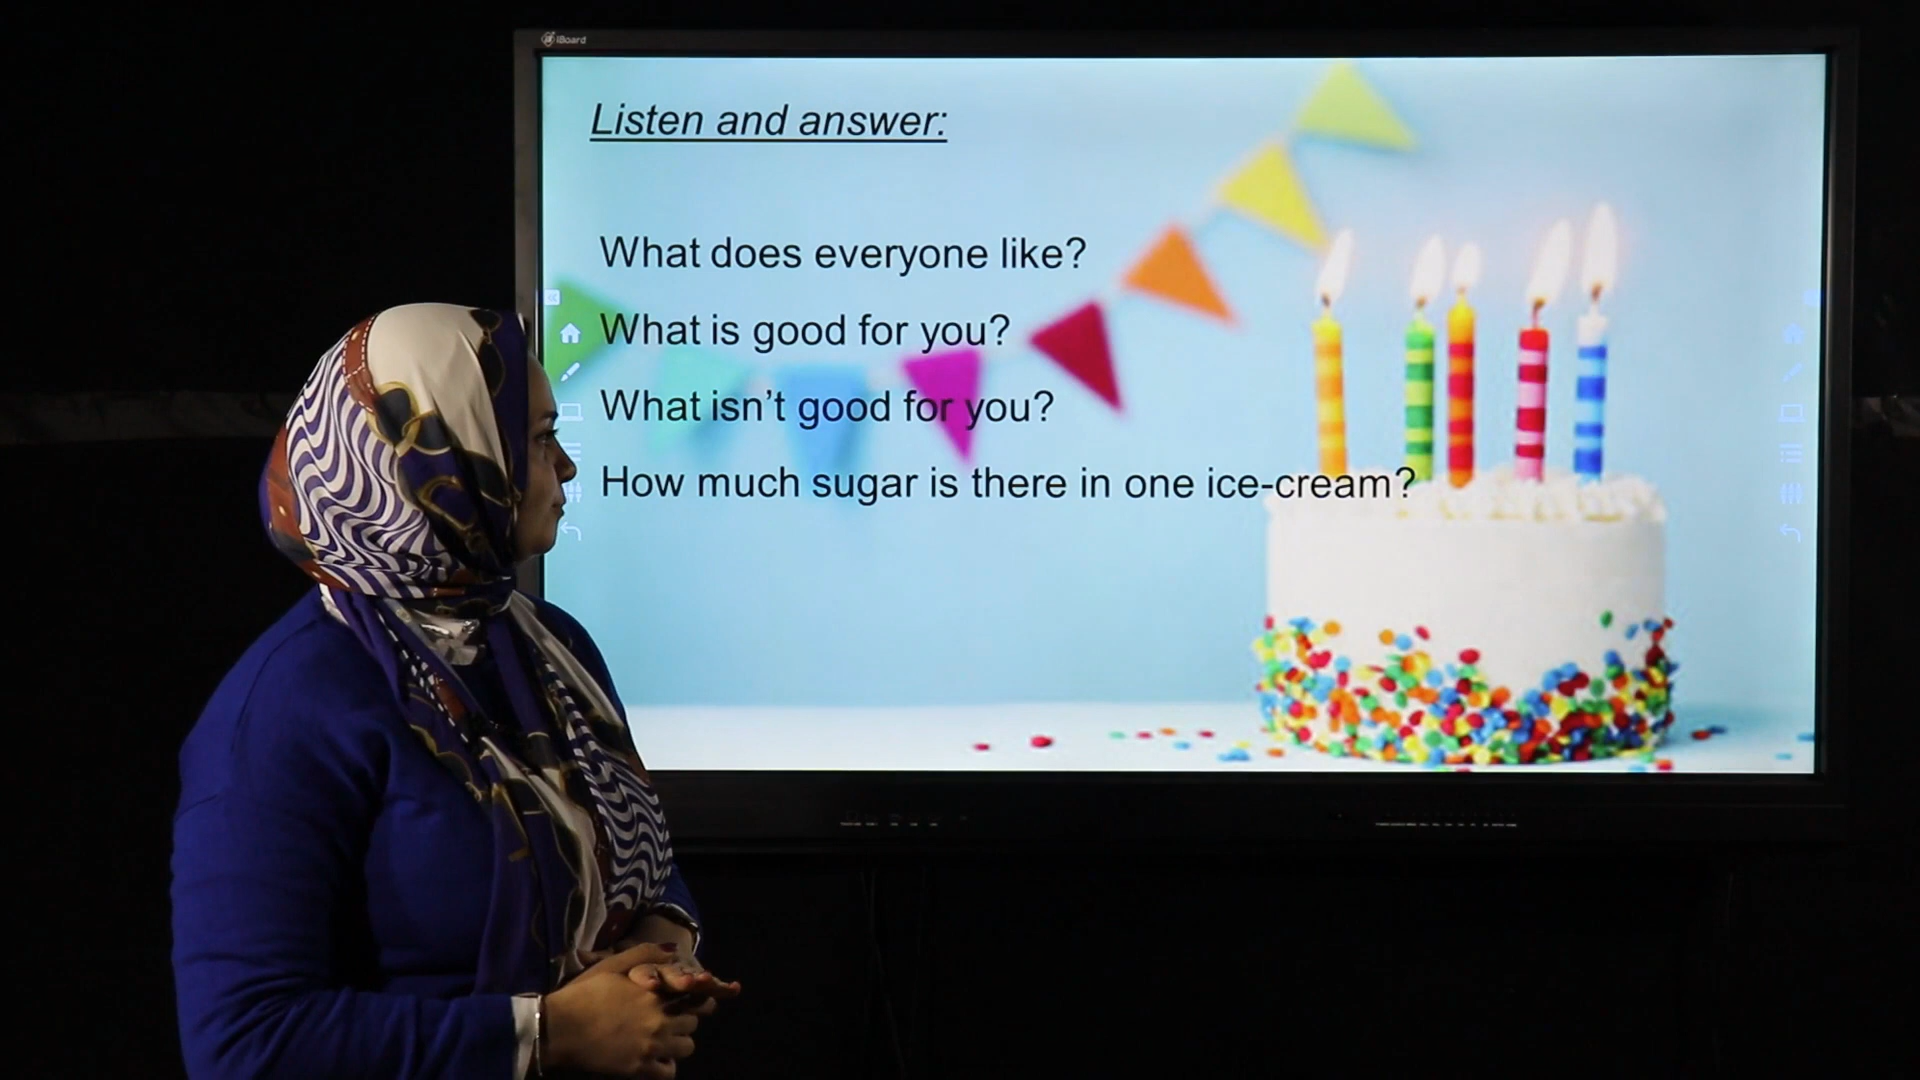 iBoard
Listen and answer:
What does everyone like?
What is good for you?
What isn’t good for you?
How much sugar is there in one ice-cream?